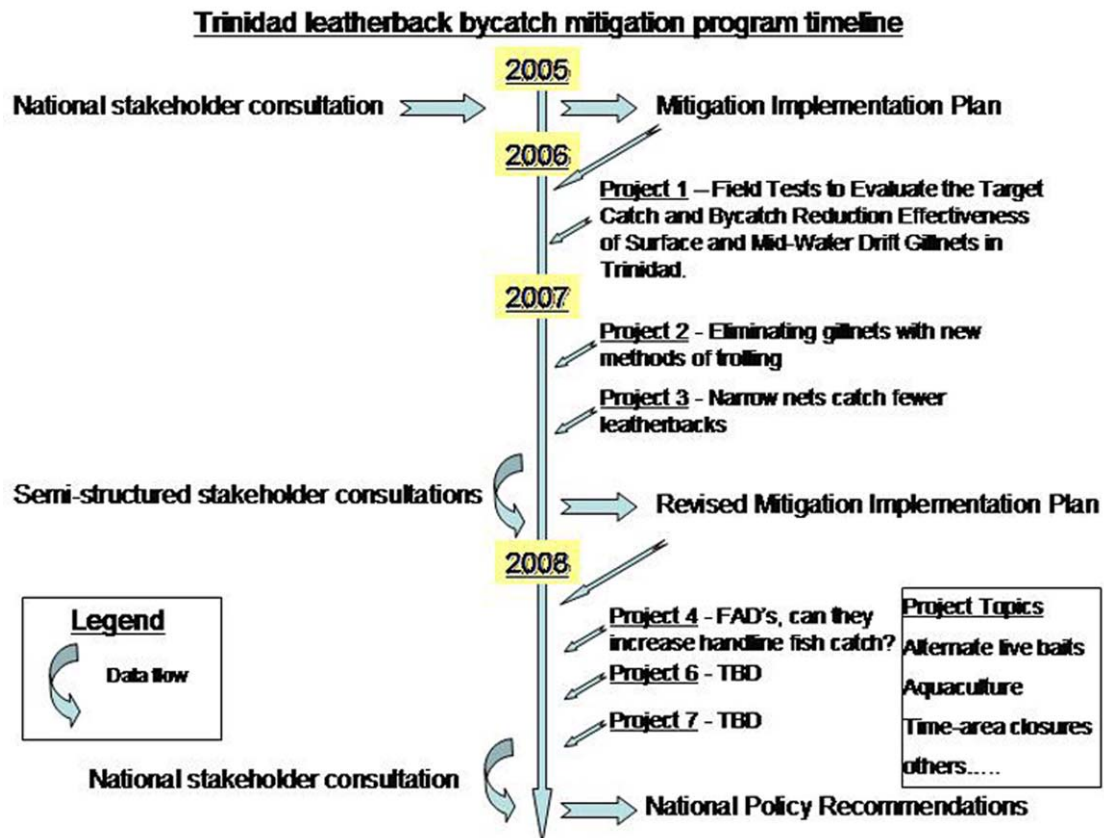 Trinidad leatherback bycatch mitigation program timeline
2005
National stakeholder consultation
Mitigation Implementation Plan
2006
Project 1 – Field Tests to Evaluate the Target
Catch and Bycatch Reduction Effectiveness
of Surface and Mid-Water Drift Gillnets in
Trinidad.
2007
Project 2 - Eliminating gillnets with new
methods of trolling
Project 3 - Narrow nets catch fewer
leatherbacks
Semi-structured stakeholder consultations
Revised Mitigation Implementation Plan
2008
Legend
Data flow
Project 4 - FAD's, can they
increase handline fish catch?
Project 6 - TBD
Project 7 - TBD
Project Topics
Alternate live baits
Aquaculture
Time-area closures
others.....
National stakeholder consultation
National Policy Recommendations